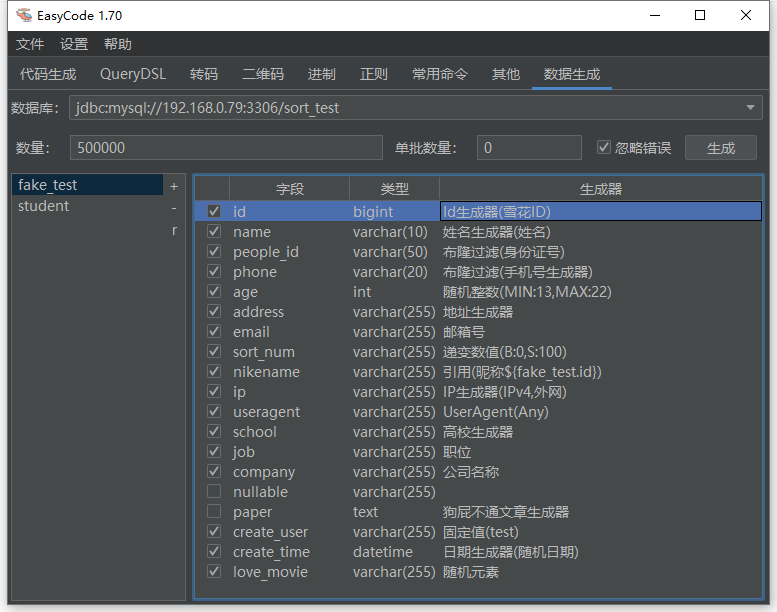 EasyCode 1.70
文件 设置 帮助
代码生成 QueryDSL 转码 二维码 进制 正则 常用命令 其他 数据生成
数据库: jdbc:mysql://192.168.0.79:3306/sort_test
数量: 500000 单批数量: 0 忽略错误 生成
fake_test +
student -
r
字段 类型 生成器
id bigint Id生成器(雪花ID)
name varchar(10) 姓名生成器(姓名)
people_id varchar(50) 布隆过滤(身份证号)
phone varchar(20) 布隆过滤(手机号生成器)
age int 随机整数(MIN:13,MAX:22)
address varchar(255) 地址生成器
email varchar(255) 邮箱号
sort_num varchar(255) 递变数值(B:0,S:100)
nikename varchar(255) 引用(昵称${fake_test.id})
ip varchar(255) IP生成器(IPv4,外网)
useragent varchar(255) UserAgent(Any)
school varchar(255) 高校生成器
job varchar(255) 职位
company varchar(255) 公司名称
nullable varchar(255)
paper text 狗屁不通文章生成器
create_user varchar(255) 固定值(test)
create_time datetime 日期生成器(随机日期)
love_movie varchar(255) 随机元素